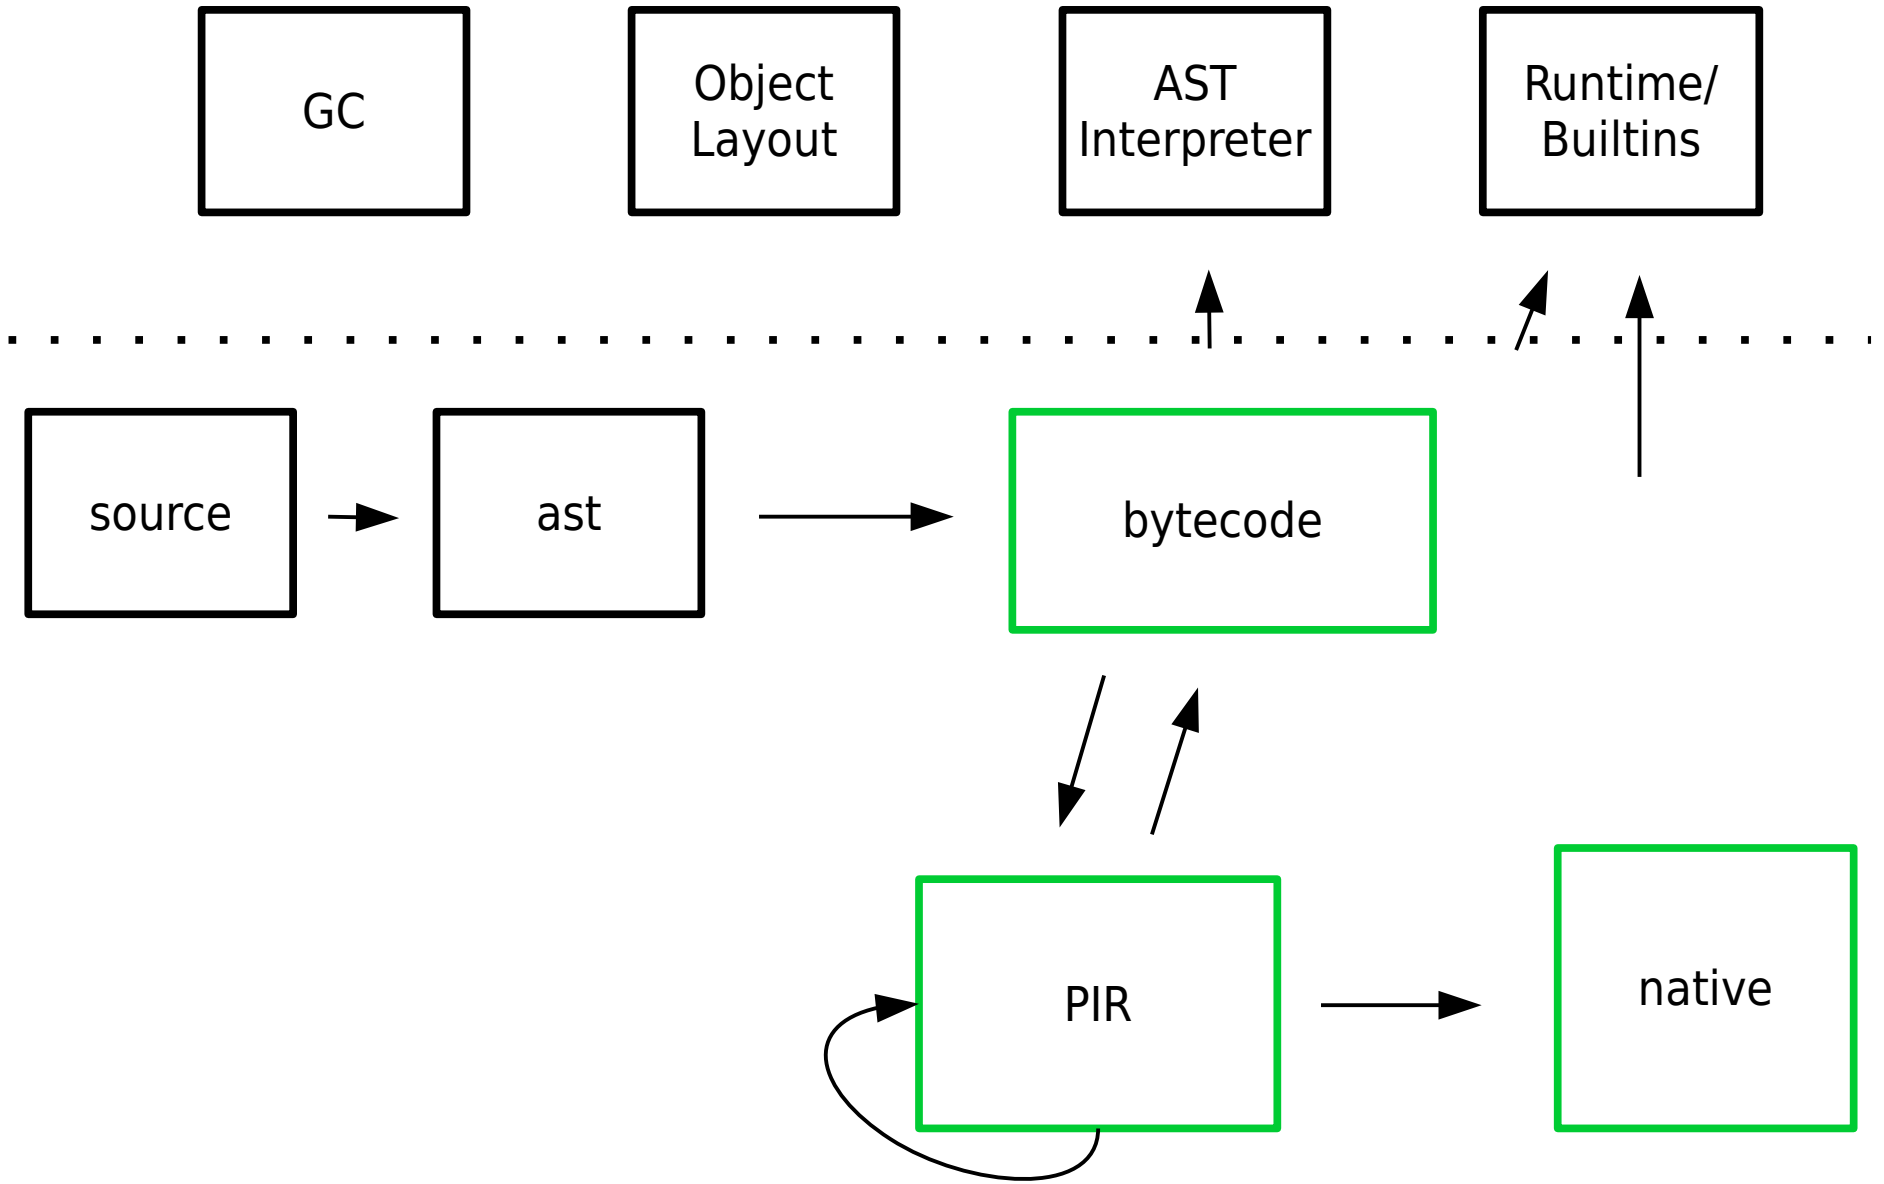 GC
Object
Layout
AST
Interpreter
Runtime/
Builtins
source
ast
bytecode
PIR
native